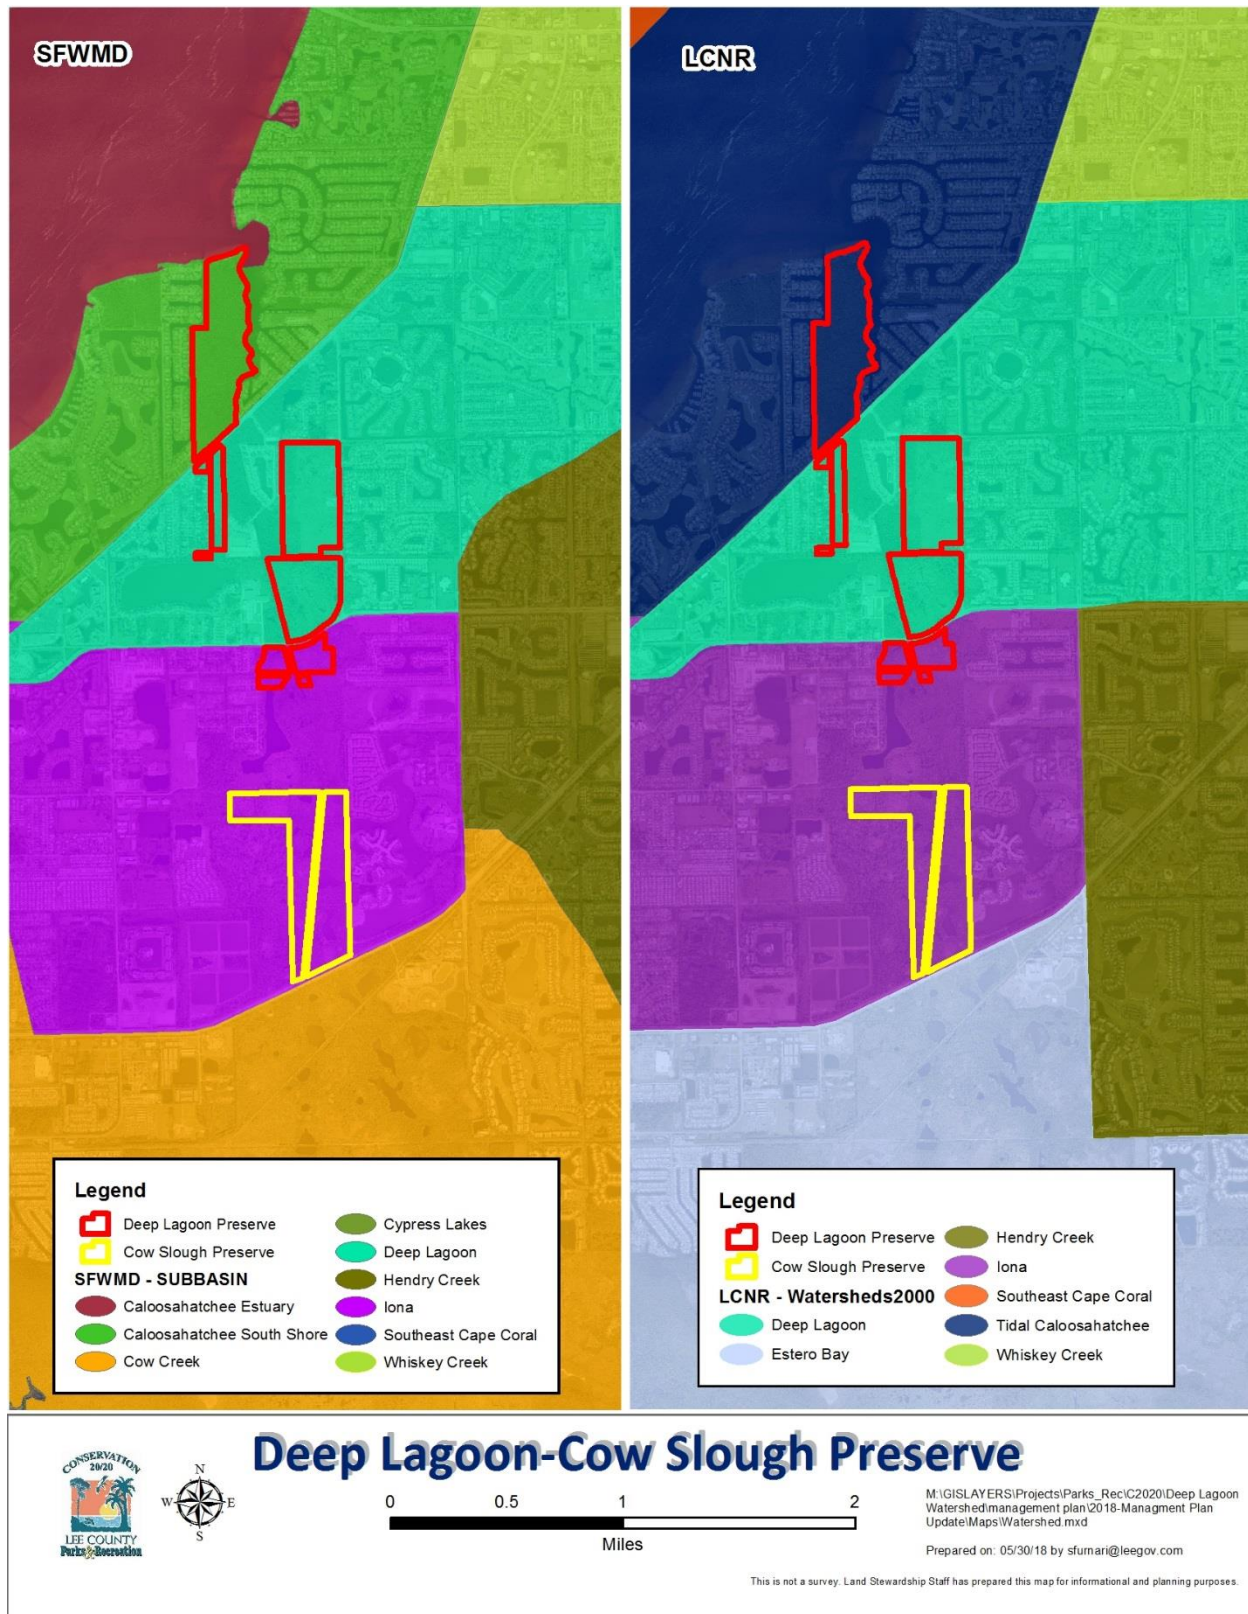 SFWMD
LCNR
Legend
Deep Lagoon Preserve
Cow Slough Preserve
SFWMD - SUBBASIN
Caloosahatchee Estuary
Caloosahatchee South Shore
Cow Creek
Cypress Lakes
Deep Lagoon
Hendry Creek
Iona
Southeast Cape Coral
Whiskey Creek
Legend
Deep Lagoon Preserve
Cow Slough Preserve
LCNR - Watersheds2000
Deep Lagoon
Estero Bay
Hendry Creek
Iona
Southeast Cape Coral
Tidal Caloosahatchee
Whiskey Creek
Deep Lagoon-Cow Slough Preserve
CONSERVATION
20/20
LEE COUNTY
Parks & Recreation
N
W E
S
0 0.5 1 2
Miles
M:\GISLAYERS\Projects\Parks_Rec\C2020\Deep Lagoon
Watershed\management plan\2018-Managment Plan
Update\Maps\Watershed.mxd
Prepared on: 05/30/18 by sfurnari@leegov.com
This is not a survey. Land Stewardship Staff has prepared this map for informational and planning purposes.